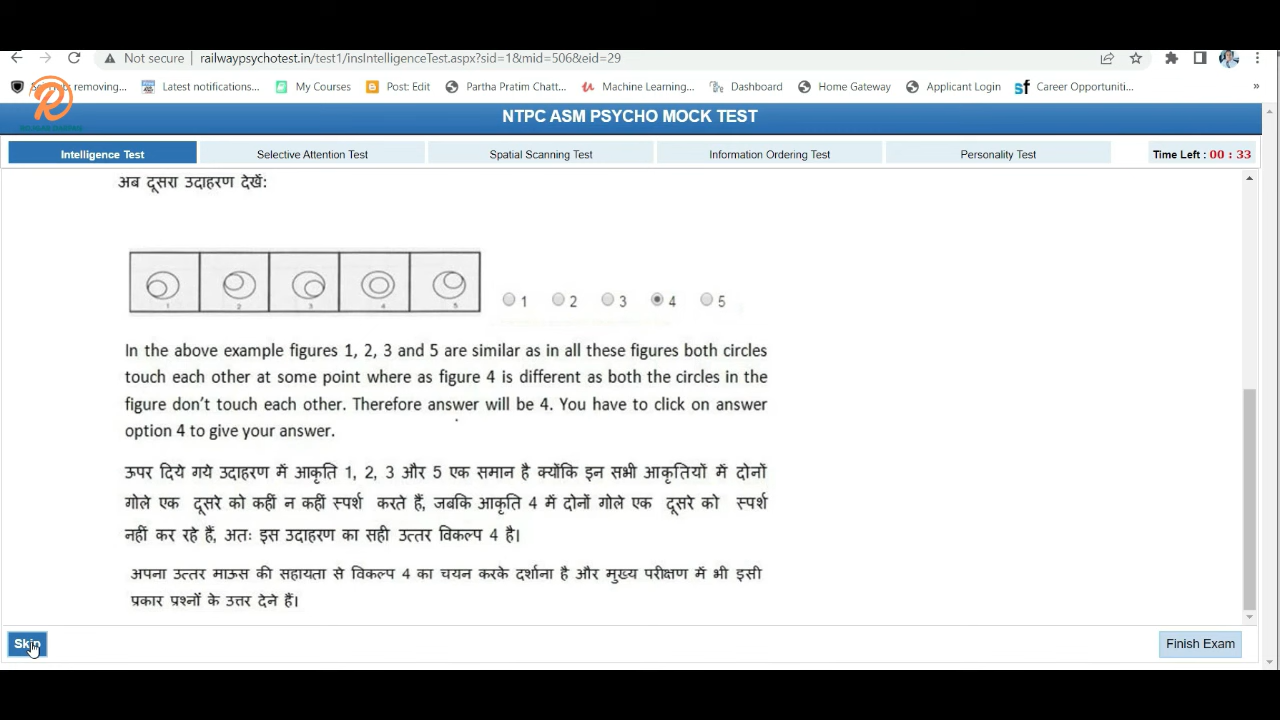 Not secure railwaypsychotest.in/test1/insIntelligenceTest.asp?sid=1&mid=506&eid=29
removing... Latest notifications... My Courses Post: Edit Partha Pratim Chatt... Machine Learning... Dashboard Home Gateway Applicant Login Career Opportuniti... »
NTPC ASM PSYCHO MOCK TEST
Intelligence Test Selective Attention Test Spatial Scanning Test Information Ordering Test Personality Test Time Left : 00 : 33
अब दूसरा उदाहरण देखें:
1 2 3 4 5
1 2 3 4 5
In the above example figures 1, 2, 3 and 5 are similar as in all these figures both circles
touch each other at some point where as figure 4 is different as both the circles in the
figure don't touch each other. Therefore answer will be 4. You have to click on answer
option 4 to give your answer.
ऊपर दिये गये उदाहरण में आकृति 1, 2, 3 और 5 एक समान है क्योंकि इन सभी आकृतियों में दोनों
गोले एक दूसरे को कहीं न कहीं स्पर्श करते हैं, जबकि आकृति 4 में दोनों गोले एक दूसरे को स्पर्श
नहीं कर रहे हैं, अतः इस उदाहरण का सही उत्तर विकल्प 4 है।
अपना उत्तर माऊस की सहायता से विकल्प 4 का चयन करके दर्शाना है और मुख्य परीक्षण में भी इसी
प्रकार प्रश्नों के उत्तर देने हैं।
Skip Finish Exam